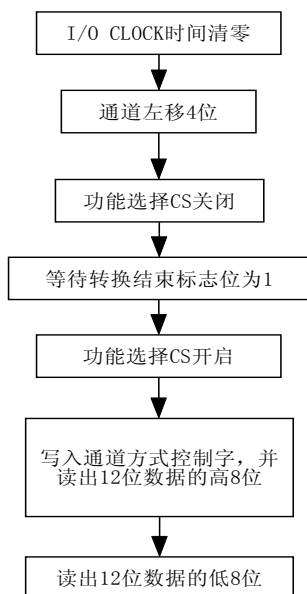 I/O CLOCK时间清零
通道左移4位
功能选择CS关闭
等待转换结束标志位为1
功能选择CS开启
写入通道方式控制字，并
读出12位数据的高8位
读出12位数据的低8位